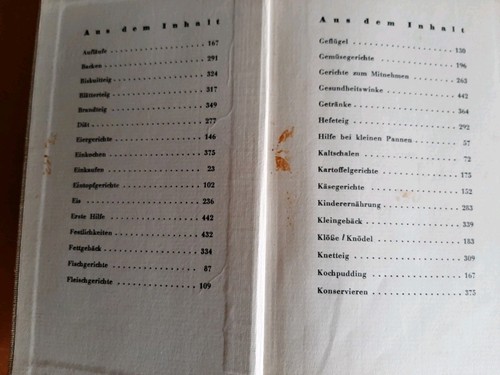 Aus dem Inhalt
Aufläufe 167
Backen 291
Biskuitteig 324
Blätterteig 317
Brandteig 349
Diät 277
Eiergerichte 146
Einkochen 375
Einkaufen 23
Eintopfgerichte 102
Eis 236
Erste Hilfe 442
Festlichkeiten 432
Fettgebäck 334
Fischgerichte 87
Fleischgerichte 109
Aus dem Inhalt
Geflügel 130
Gemüsegerichte 196
Gerichte zum Mitnehmen 263
Gesundheitswinke 442
Getränke 364
Hefeteig 292
Hilfe bei kleinen Pannen 57
Kaltschalen 72
Kartoffelgerichte 175
Käsegerichte 152
Kinderernährung 283
Kleingebäck 339
Klöße/Knödel 183
Knetteig 309
Kochpudding 167
Konservieren 375